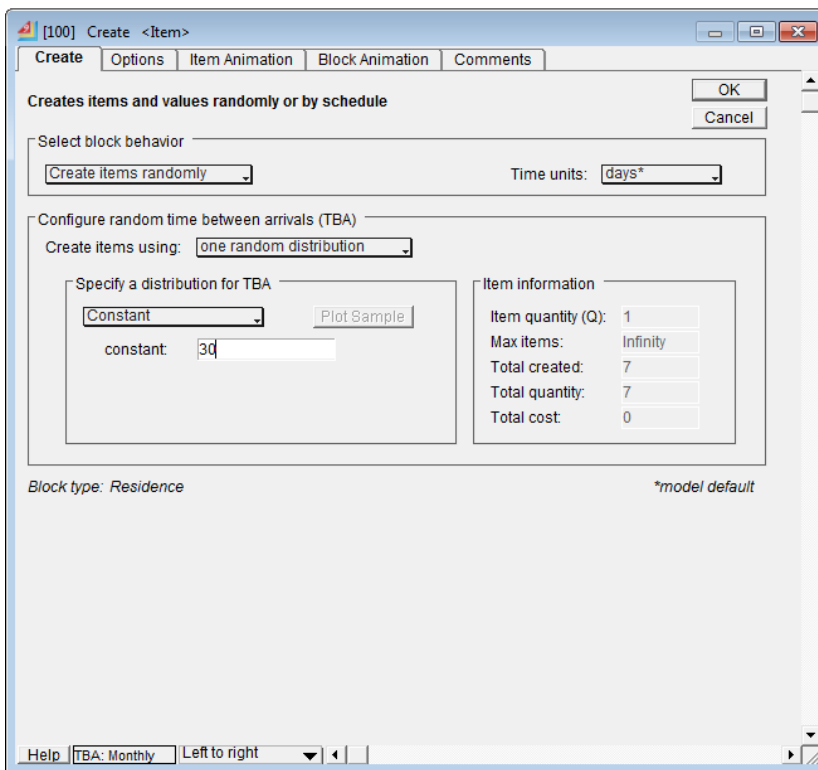 [100] Create <Item>
Create Options Item Animation Block Animation Comments
OK
Creates items and values randomly or by schedule
Cancel
Select block behavior
Create items randomly Time units: days*
Configure random time between arrivals (TBA)
Create items using: one random distribution
Specify a distribution for TBA Item information
Constant Plot Sample Item quantity (Q): 1
constant: 30 Max items: Infinity
Total created: 7
Total quantity: 7
Total cost: 0
Block type: Residence *model default
Help TBA: Monthly Left to right